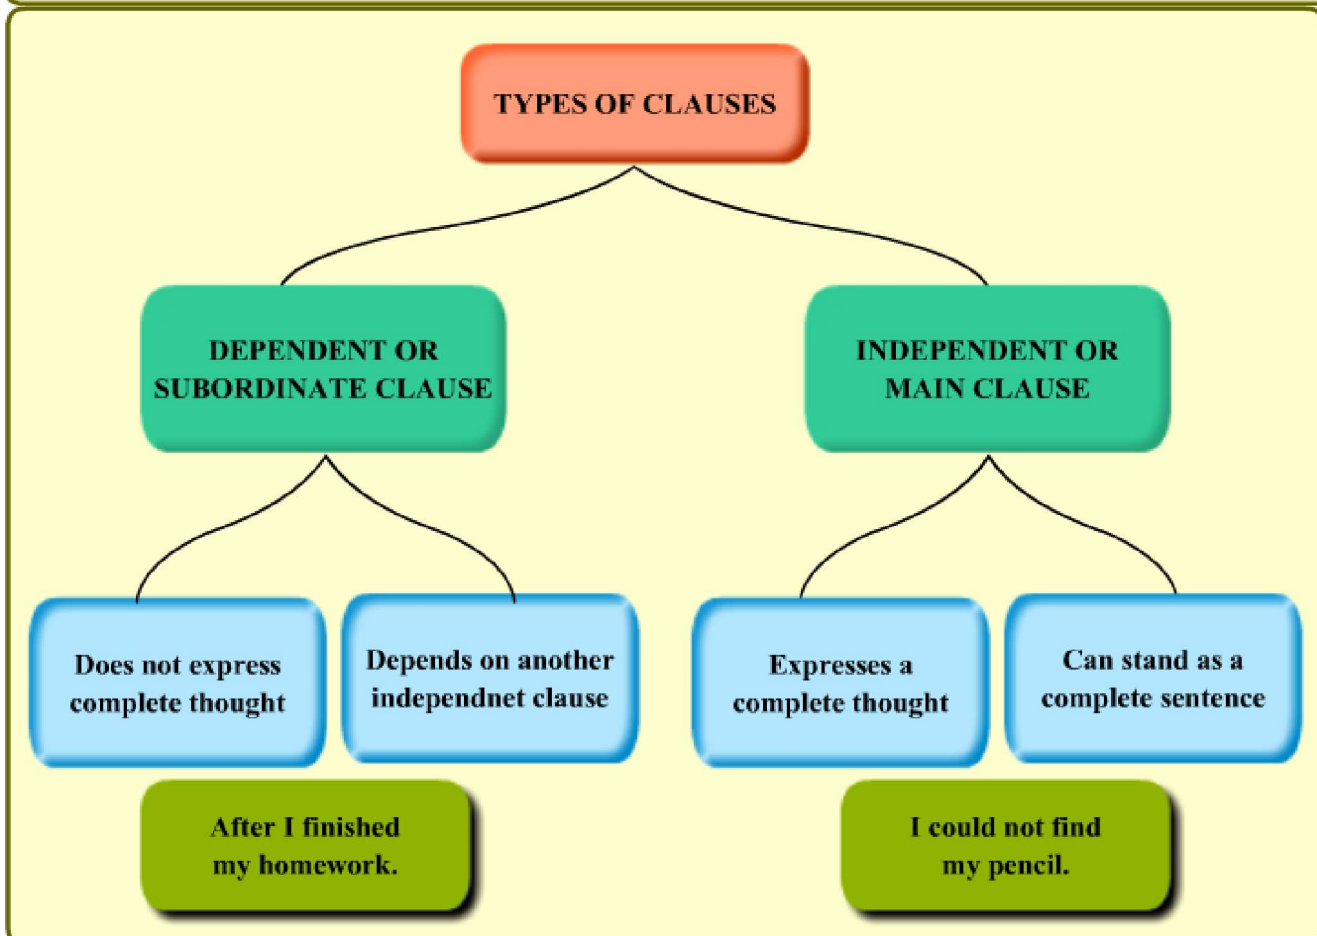 TYPES OF CLAUSES
DEPENDENT OR
SUBORDINATE CLAUSE
INDEPENDENT OR
MAIN CLAUSE
Does not express
complete thought
Depends on another
independnet clause
Expresses a
complete thought
Can stand as a
complete sentence
After I finished
my homework.
I could not find
my pencil.